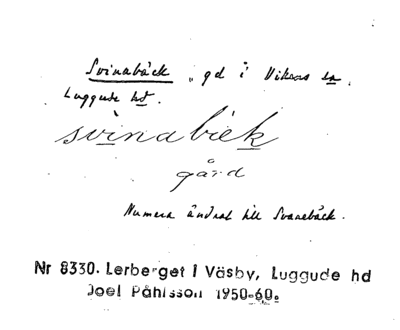 Svinabäck, gd i Vikens sn.
Luggude hd.
svìnabek
gård
Numera ändrat till Svanebäck.
Nr 8330. Lerberget i Väsby, Luggude hd
Joel Påhlsson 1950-60.